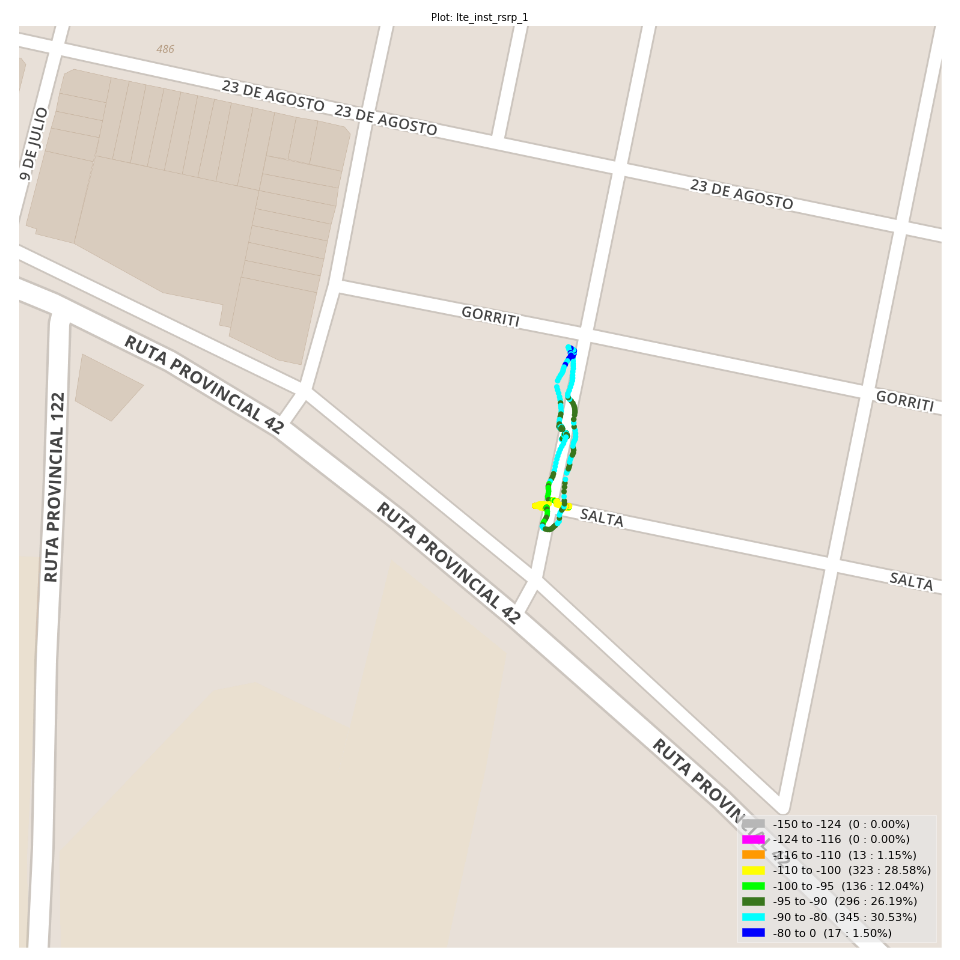 Plot: lte_inst_rsrp_1
486
23 DE AGOSTO
23 DE AGOSTO
9 DE JULIO
23 DE AGOSTO
GORRITI
RUTA PROVINCIAL 42
GORRITI
RUTA PROVINCIAL 122
RUTA PROVINCIAL 42
SALTA
SALTA
-150 to -124 (0 : 0.00%)
-124 to -116 (0 : 0.00%)
-116 to -110 (13 : 1.15%)
-110 to -100 (323 : 28.58%)
-100 to -95 (136 : 12.04%)
-95 to -90 (296 : 26.19%)
-90 to -80 (345 : 30.53%)
-80 to 0 (17 : 1.50%)